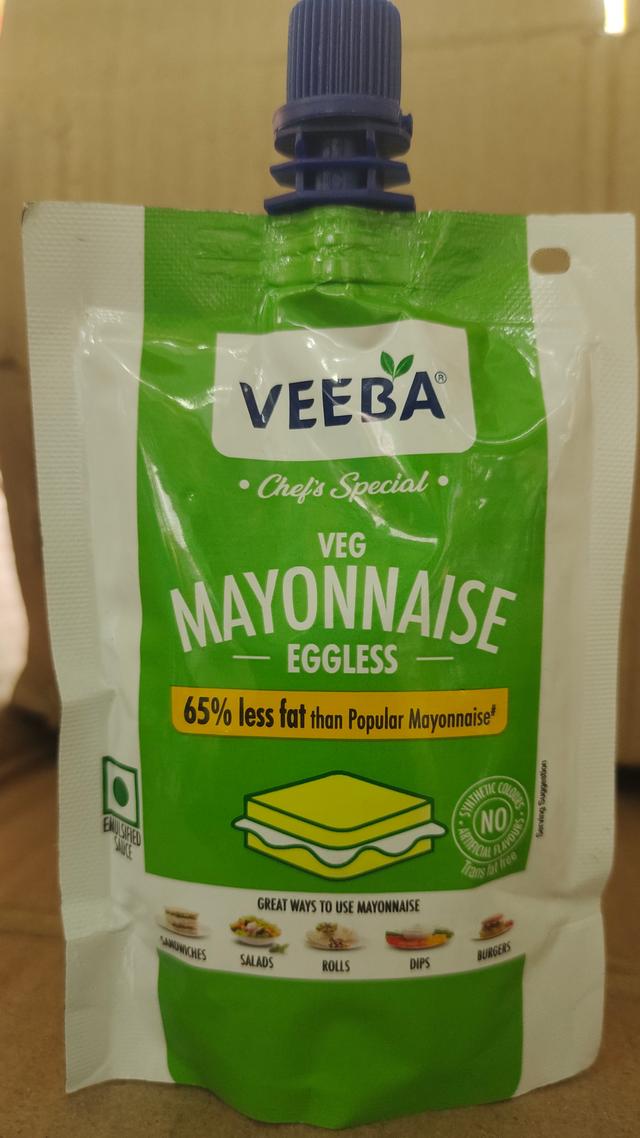 VEEBA®
• Chef's Special •
VEG
MAYONNAISE
— EGGLESS —
65% less fat than Popular Mayonnaise#
EMULSIFIED
SAUCE
SYNTHETIC COLOURS
NO
ARTIFICIAL FLAVOURS
Trans fat free
Serving Suggestion
GREAT WAYS TO USE MAYONNAISE
SANDWICHES
SALADS
ROLLS
DIPS
BURGERS